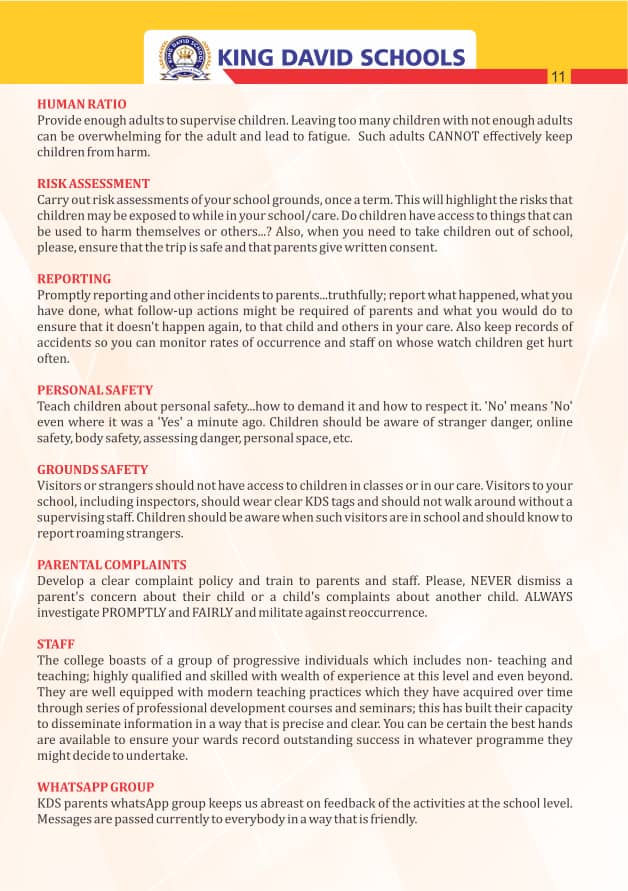 KING DAVID SCHOOLS
KING DAVID SCHOOLS
11
HUMAN RATIO
Provide enough adults to supervise children. Leaving too many children with not enough adults
can be overwhelming for the adult and lead to fatigue. Such adults CANNOT effectively keep
children from harm.
RISK ASSESSMENT
Carry out risk assessments of your school grounds, once a term. This will highlight the risks that
children may be exposed to while in your school/care. Do children have access to things that can
be used to harm themselves or others...? Also, when you need to take children out of school,
please, ensure that the trip is safe and that parents give written consent.
REPORTING
Promptly reporting and other incidents to parents...truthfully; report what happened, what you
have done, what follow-up actions might be required of parents and what you would do to
ensure that it doesn't happen again, to that child and others in your care. Also keep records of
accidents so you can monitor rates of occurrence and staff on whose watch children get hurt
often.
PERSONAL SAFETY
Teach children about personal safety...how to demand it and how to respect it. 'No' means 'No'
even where it was a 'Yes' a minute ago. Children should be aware of stranger danger, online
safety, body safety, assessing danger, personal space, etc.
GROUNDS SAFETY
Visitors or strangers should not have access to children in classes or in our care. Visitors to your
school, including inspectors, should wear clear KDS tags and should not walk around without a
supervising staff. Children should be aware when such visitors are in school and should know to
report roaming strangers.
PARENTAL COMPLAINTS
Develop a clear complaint policy and train to parents and staff. Please, NEVER dismiss a
parent's concern about their child or a child's complaints about another child. ALWAYS
investigate PROMPTLY and FAIRLY and militate against reoccurrence.
STAFF
The college boasts of a group of progressive individuals which includes non- teaching and
teaching; highly qualified and skilled with wealth of experience at this level and even beyond.
They are well equipped with modern teaching practices which they have acquired over time
through series of professional development courses and seminars; this has built their capacity
to disseminate information in a way that is precise and clear. You can be certain the best hands
are available to ensure your wards record outstanding success in whatever programme they
might decide to undertake.
WHATSAPP GROUP
KDS parents whatsApp group keeps us abreast on feedback of the activities at the school level.
Messages are passed currently to everybody in a way that is friendly.